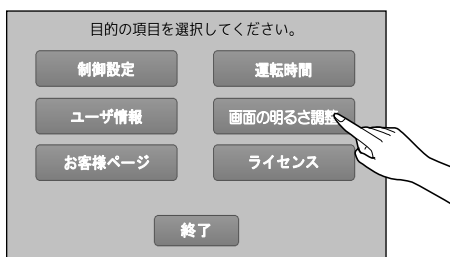 目的の項目を選択してください。
制御設定 運転時間
ユーザ情報 画面の明るさ調整
お客様ページ ライセンス
終了